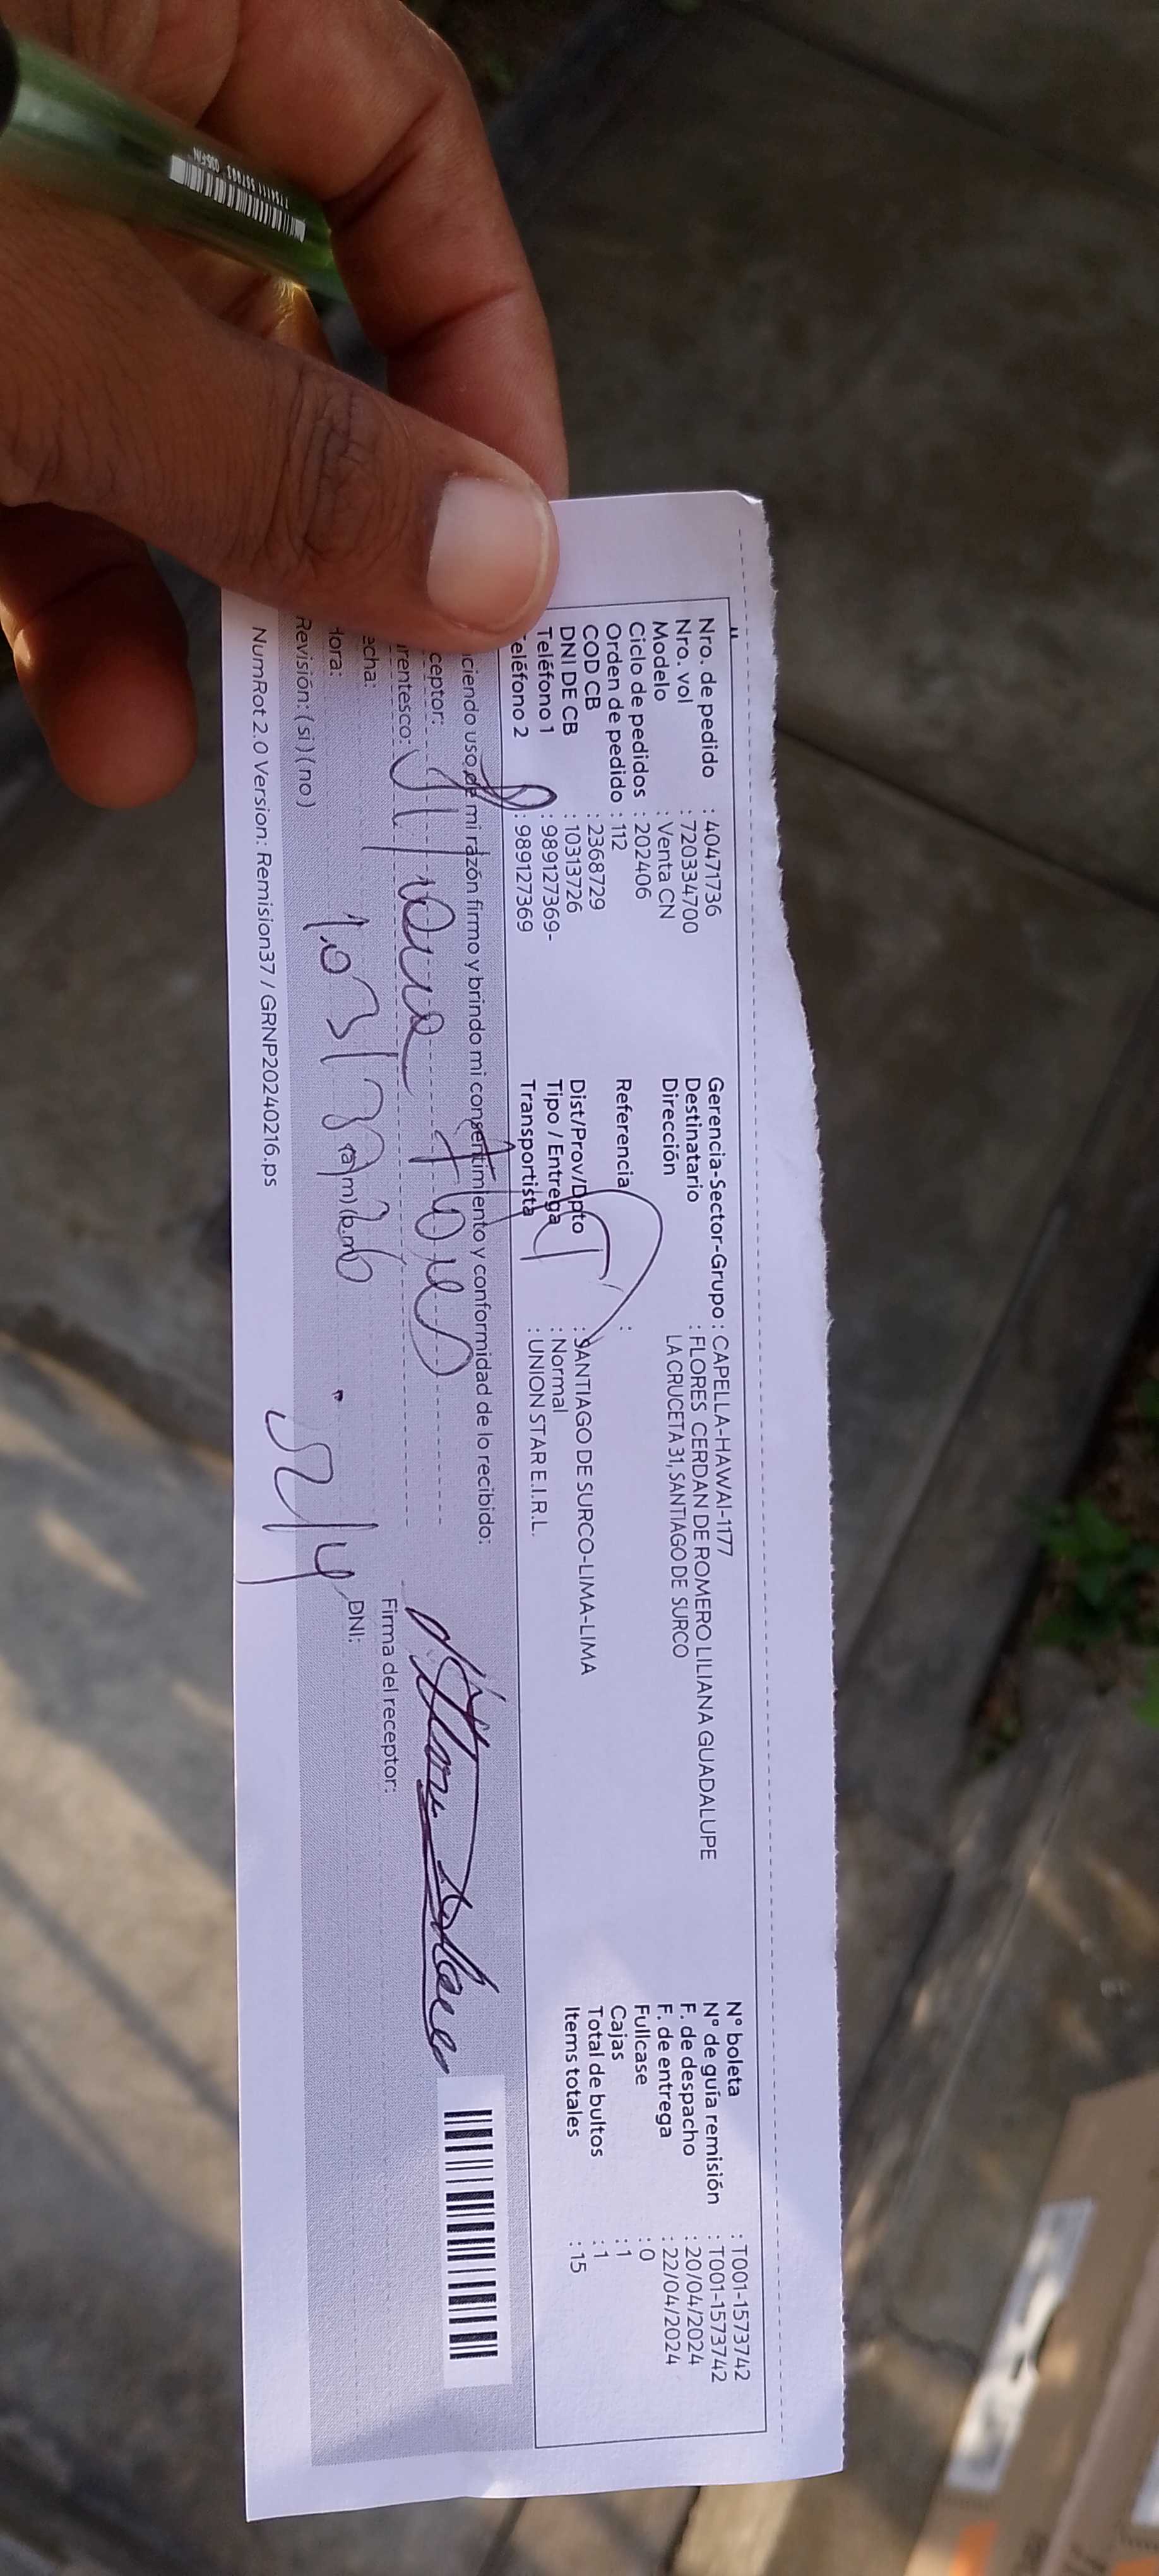 Nro. de pedido : 40471736
Nro. vol : 720334700
Modelo : Venta CN
Ciclo de pedidos : 202406
Orden de pedido : 112
COD CB : 2368729
DNI DE CB : 10313726
Teléfono 1 : 989127369-
eléfono 2 : 989127369
Gerencia-Sector-Grupo : CAPELLA-HAWAI-1177
Destinatario : FLORES CERDAN DE ROMERO LILIANA GUADALUPE
Dirección LA CRUCETA 31, SANTIAGO DE SURCO
Referencia :
Dist/Prov/Dpto : SANTIAGO DE SURCO-LIMA-LIMA
Tipo / Entrega : Normal
Transportista : UNION STAR E.I.R.L.
N° boleta : T001-1573742
N° de guía remisión : T001-1573742
F. de despacho : 20/04/2024
F. de entrega : 22/04/2024
Fullcase : 0
Cajas : 1
Total de bultos : 1
Items totales : 15
ciendo uso de mi razón firmo y brindo mi consentimiento y conformidad de lo recibido:
ceptor:
rentesco:
echa:
Hora:
Revisión: (si) (no)
Firma del receptor:
DNI:
NumRot 2.0 Version: Remision37 / GRNP20240216.ps